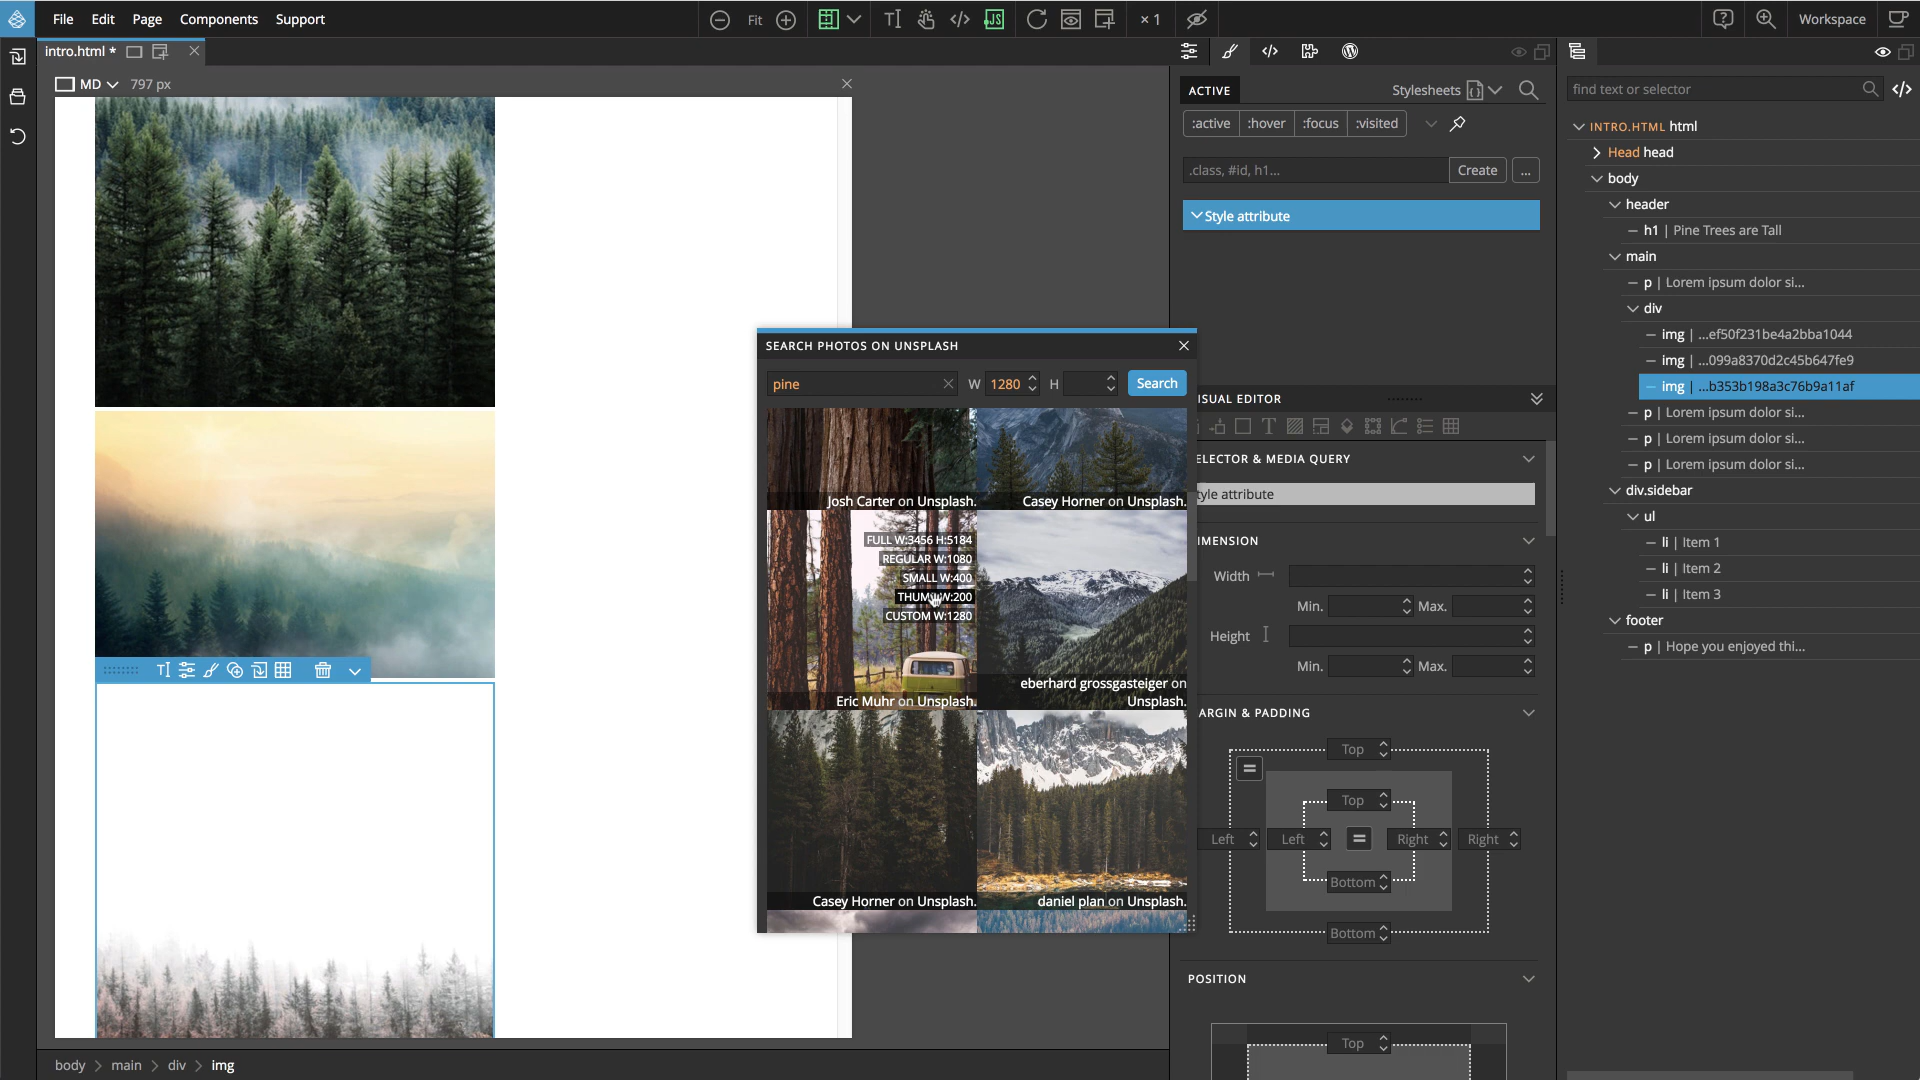 File Edit Page Components Support
Fit
TI
JS
× 1
Workspace
intro.html *
MD
797 px
ACTIVE
Stylesheets
:active :hover :focus :visited
.class, #id, h1...
Create
...
Style attribute
find text or selector
INTRO.HTML html
Head head
body
header
h1 | Pine Trees are Tall
main
p | Lorem ipsum dolor si...
div
img | ...ef50f231be4a2bba1044
img | ...099a8370d2c45b647fe9
img | ...b353b198a3c76b9a11af
p | Lorem ipsum dolor si...
p | Lorem ipsum dolor si...
p | Lorem ipsum dolor si...
div.sidebar
ul
li | Item 1
li | Item 2
li | Item 3
footer
p | Hope you enjoyed thi...
SEARCH PHOTOS ON UNSPLASH
pine
W 1280
H
Search
Josh Carter on Unsplash.
Casey Horner on Unsplash.
FULL W:3456 H:5184
REGULAR W:1080
SMALL W:400
W:200
CUSTOM W:1280
Eric Muhr on Unsplash.
eberhard grossgasteiger on
Unsplash.
Casey Horner on Unsplash.
daniel plan on Unsplash.
ISUAL EDITOR
ELECTOR & MEDIA QUERY
tyle attribute
IMENSION
Width
Min.
Max.
Height
Min.
Max.
ARGIN & PADDING
Top
Top
Left
Left
Right
Right
Bottom
Bottom
POSITION
Top
body > main > div > img